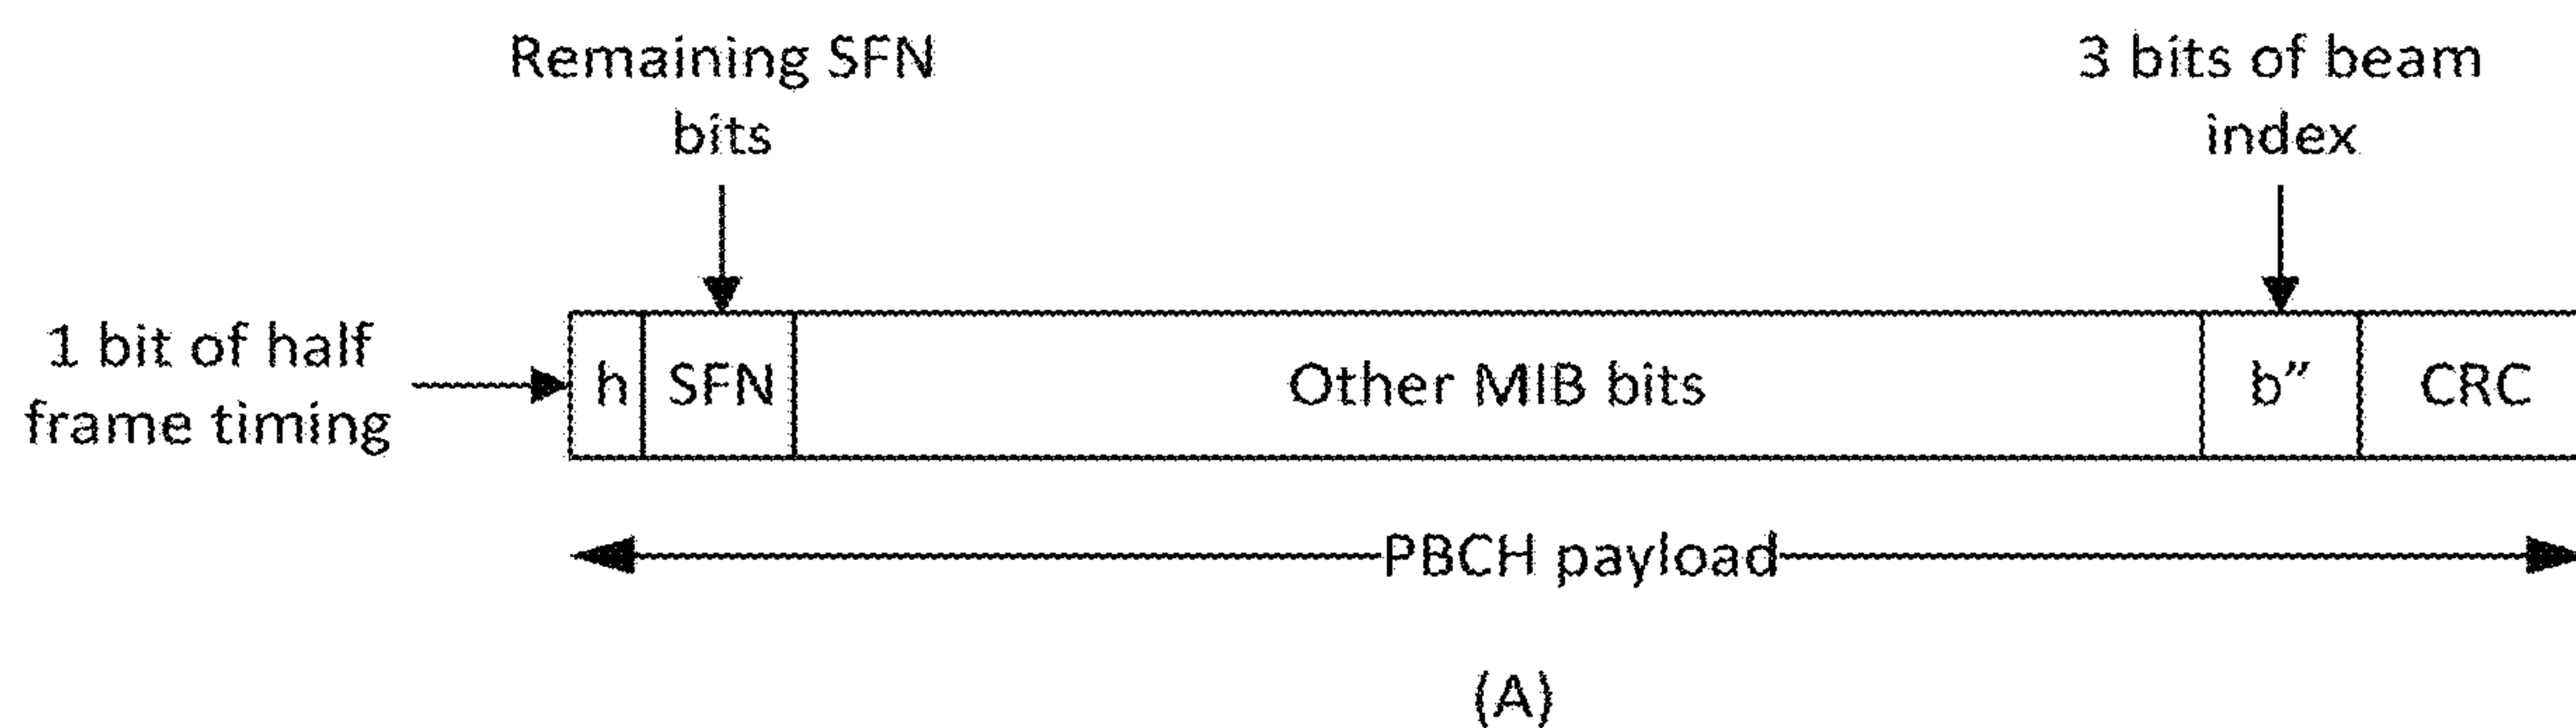 Remaining SFN
bits
3 bits of beam
index
1 bit of half
frame timing
h
SFN
Other MIB bits
b″
CRC
PBCH payload
(A)